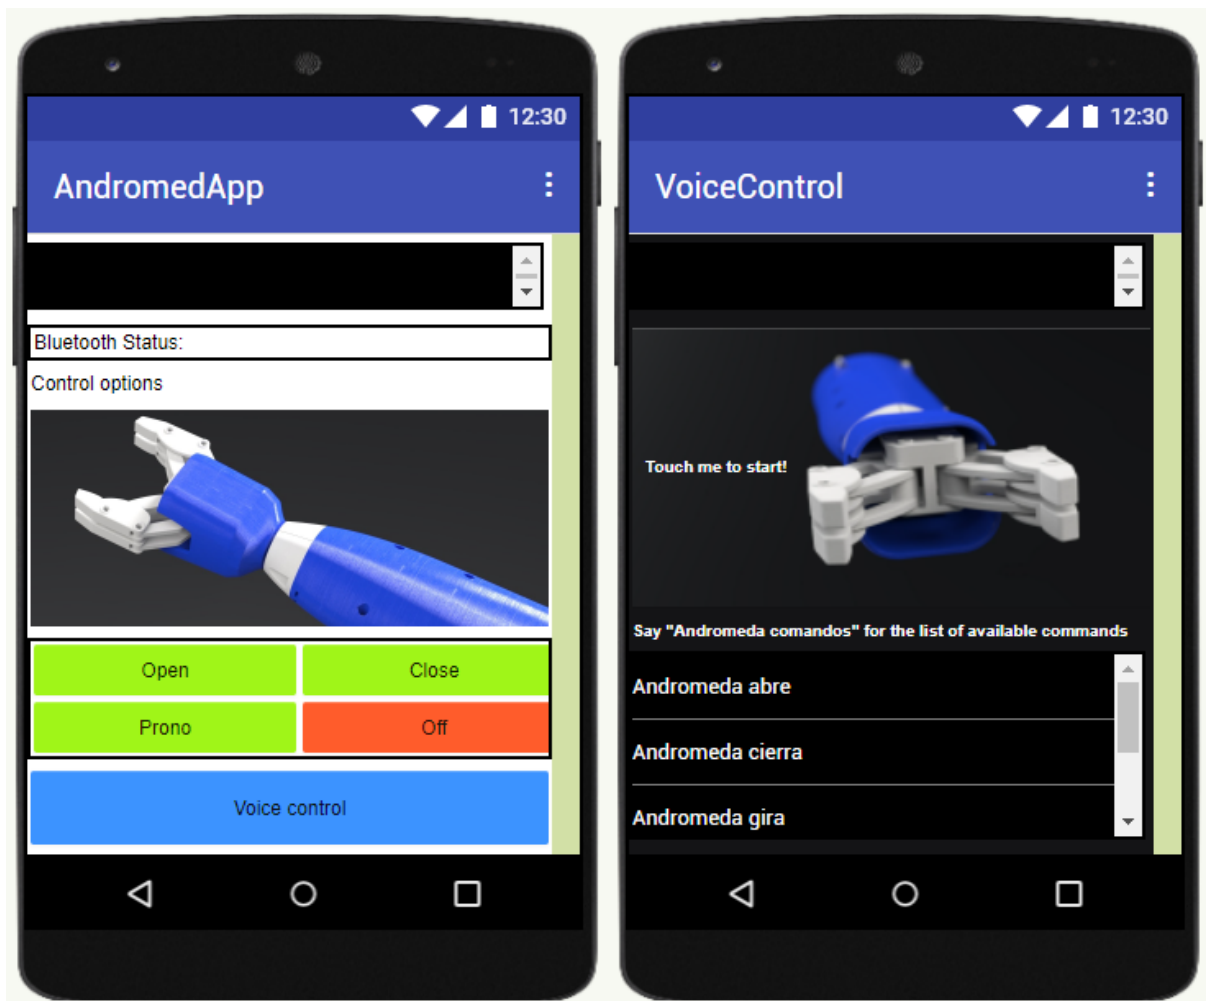 12:30
AndromedApp
Bluetooth Status:
Control options
Open Close
Prono Off
Voice control
12:30
VoiceControl
Touch me to start!
Say "Andromeda comandos" for the list of available commands
Andromeda abre
Andromeda cierra
Andromeda gira